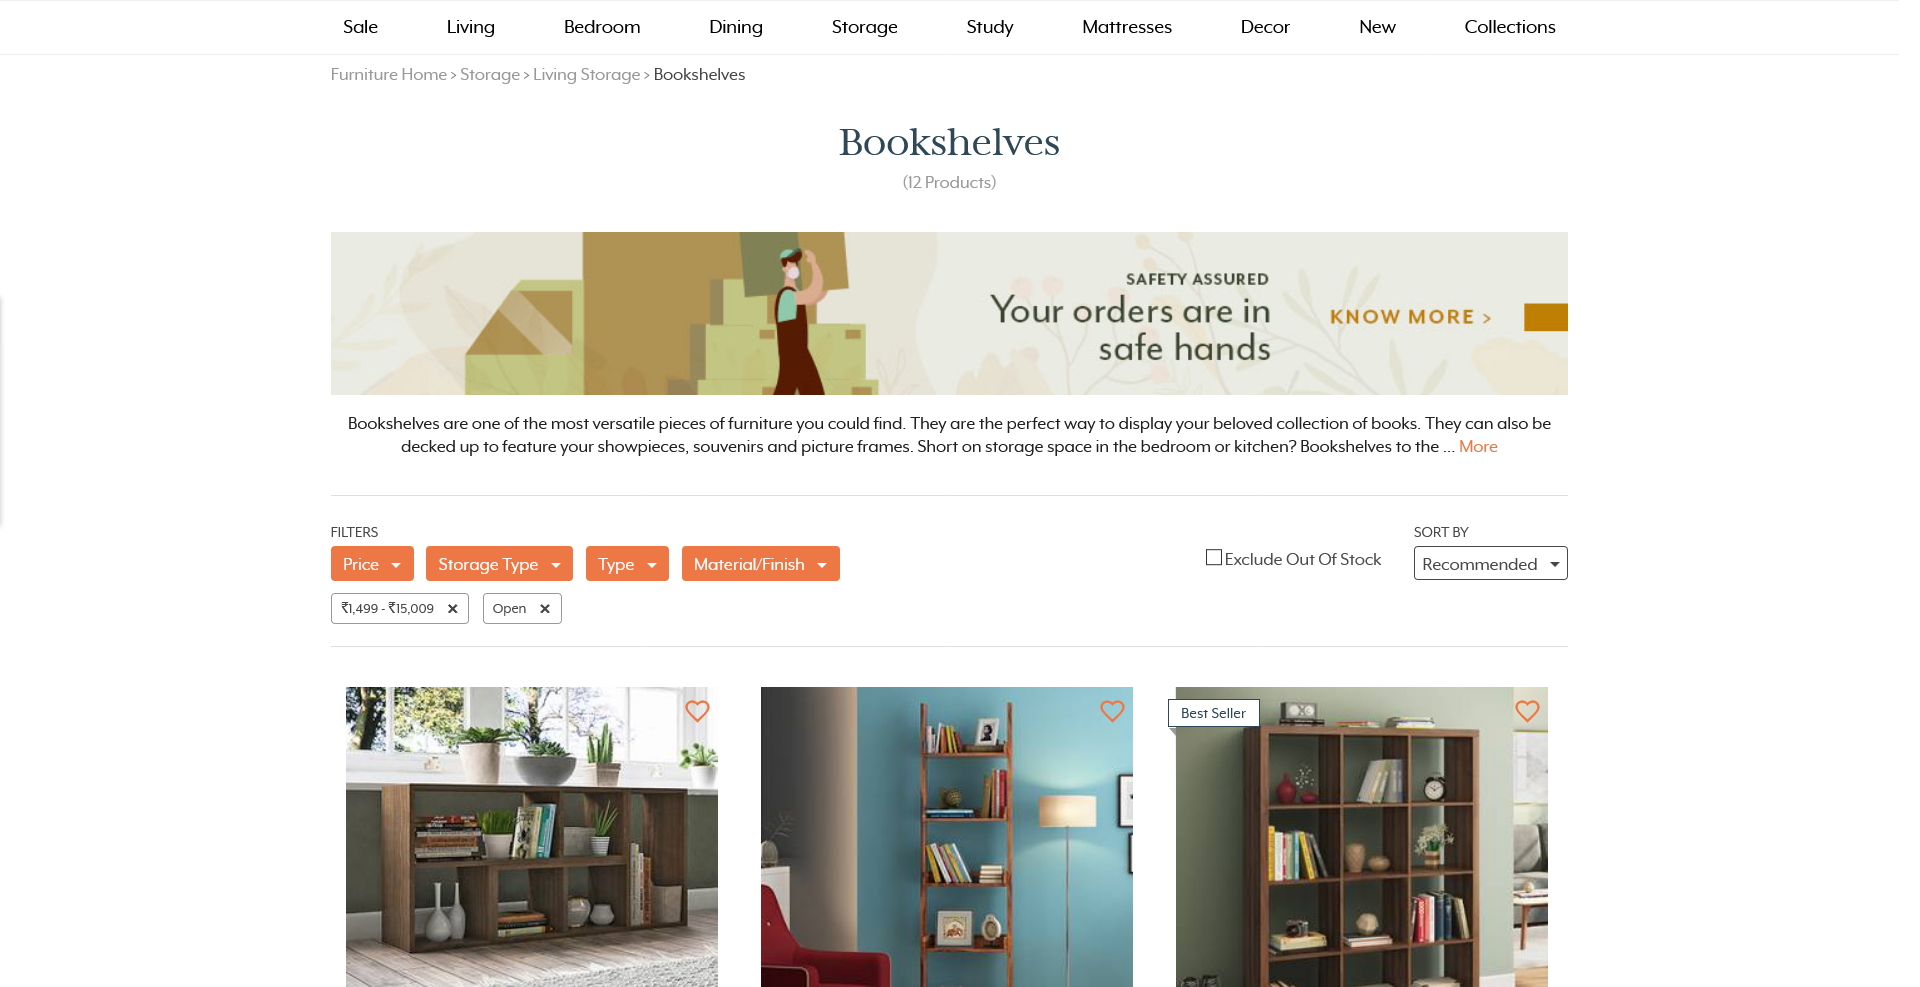 Sale Living Bedroom Dining Storage Study Mattresses Decor New Collections
Furniture Home > Storage > Living Storage > Bookshelves
Bookshelves
(12 Products)
SAFETY ASSURED
Your orders are in
safe hands
KNOW MORE >
Bookshelves are one of the most versatile pieces of furniture you could find. They are the perfect way to display your beloved collection of books. They can also be
decked up to feature your showpieces, souvenirs and picture frames. Short on storage space in the bedroom or kitchen? Bookshelves to the ... More
FILTERS
SORT BY
Price Storage Type Type Material/Finish Exclude Out Of Stock Recommended
₹1,499 - ₹15,009 × Open ×
Best Seller